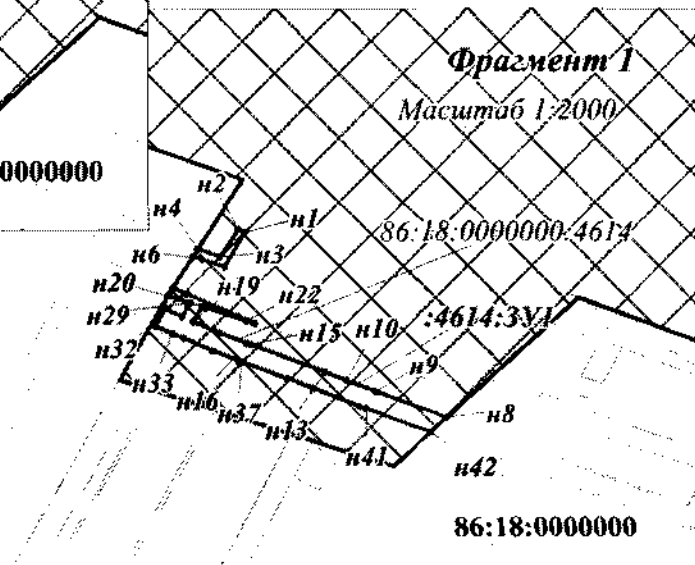 Фрагмент 1
Масштаб 1:2000
0000000
н2
н4
н1
86:18:0000000:4614
н6
н3
н20
н19
н22
н29
н15
н10
:4614:ЗУ1
н32
н9
н33
н16
н37
н8
н13
н41
н42
86:18:0000000